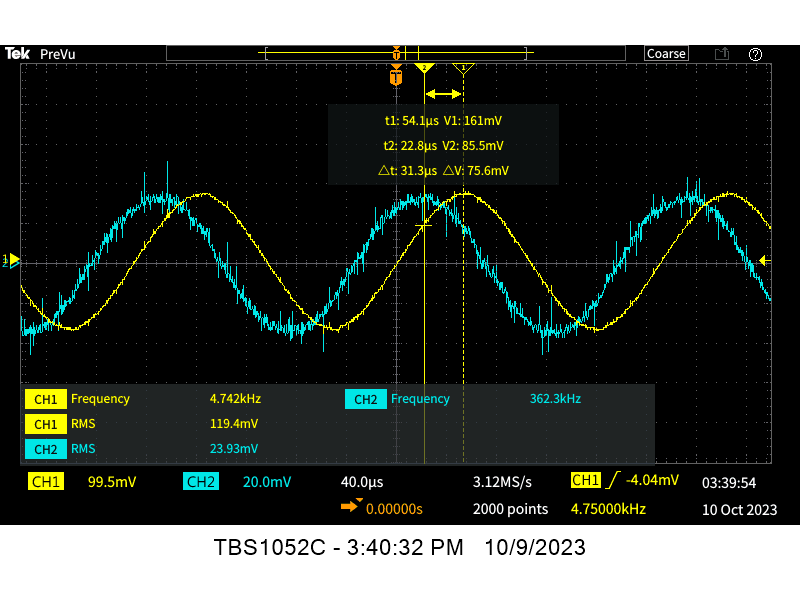 Tek PreVu Coarse ?
T 2 1
T
t1: 54.1µs V1: 161mV
t2: 22.8µs V2: 85.5mV
△t: 31.3µs △V: 75.6mV
1
2
CH1 Frequency 4.742kHz CH2 Frequency 362.3kHz
CH1 RMS 119.4mV
CH2 RMS 23.93mV
CH1 99.5mV CH2 20.0mV 40.0µs 3.12MS/s CH1 -4.04mV 03:39:54
0.00000s 2000 points 4.75000kHz 10 Oct 2023
TBS1052C - 3:40:32 PM 10/9/2023